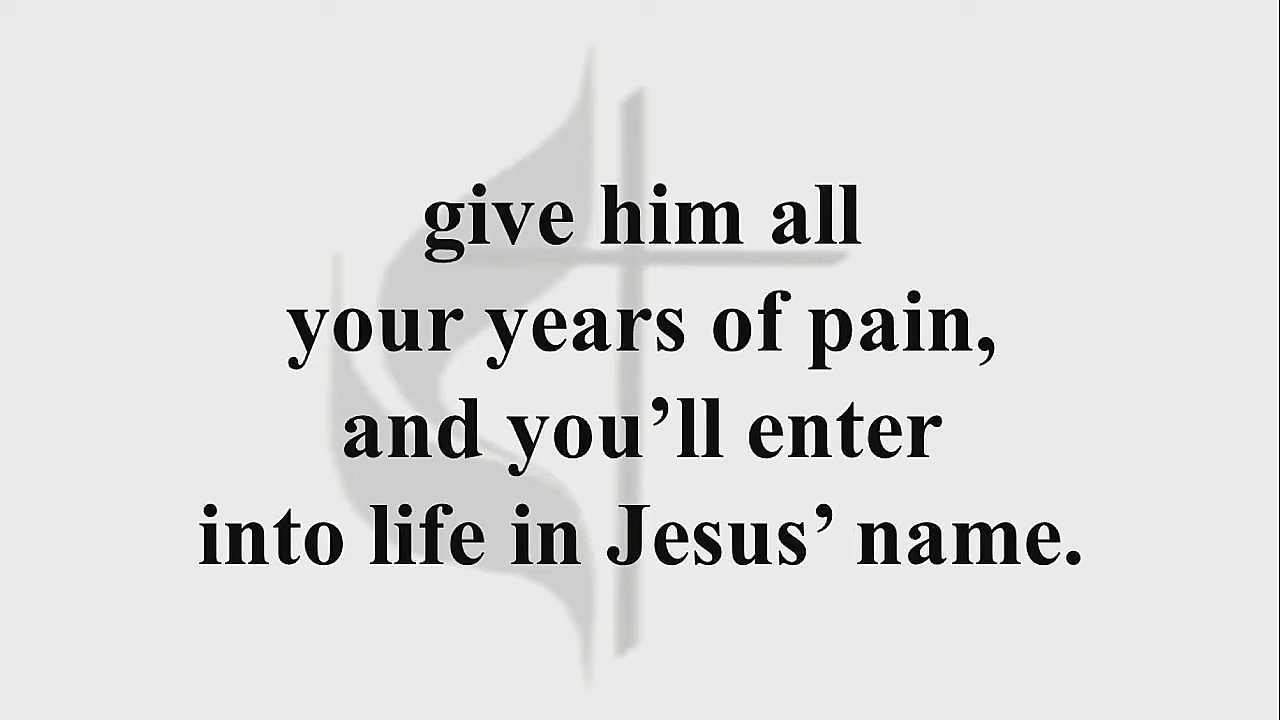 give him all
your years of pain,
and you’ll enter
into life in Jesus’ name.